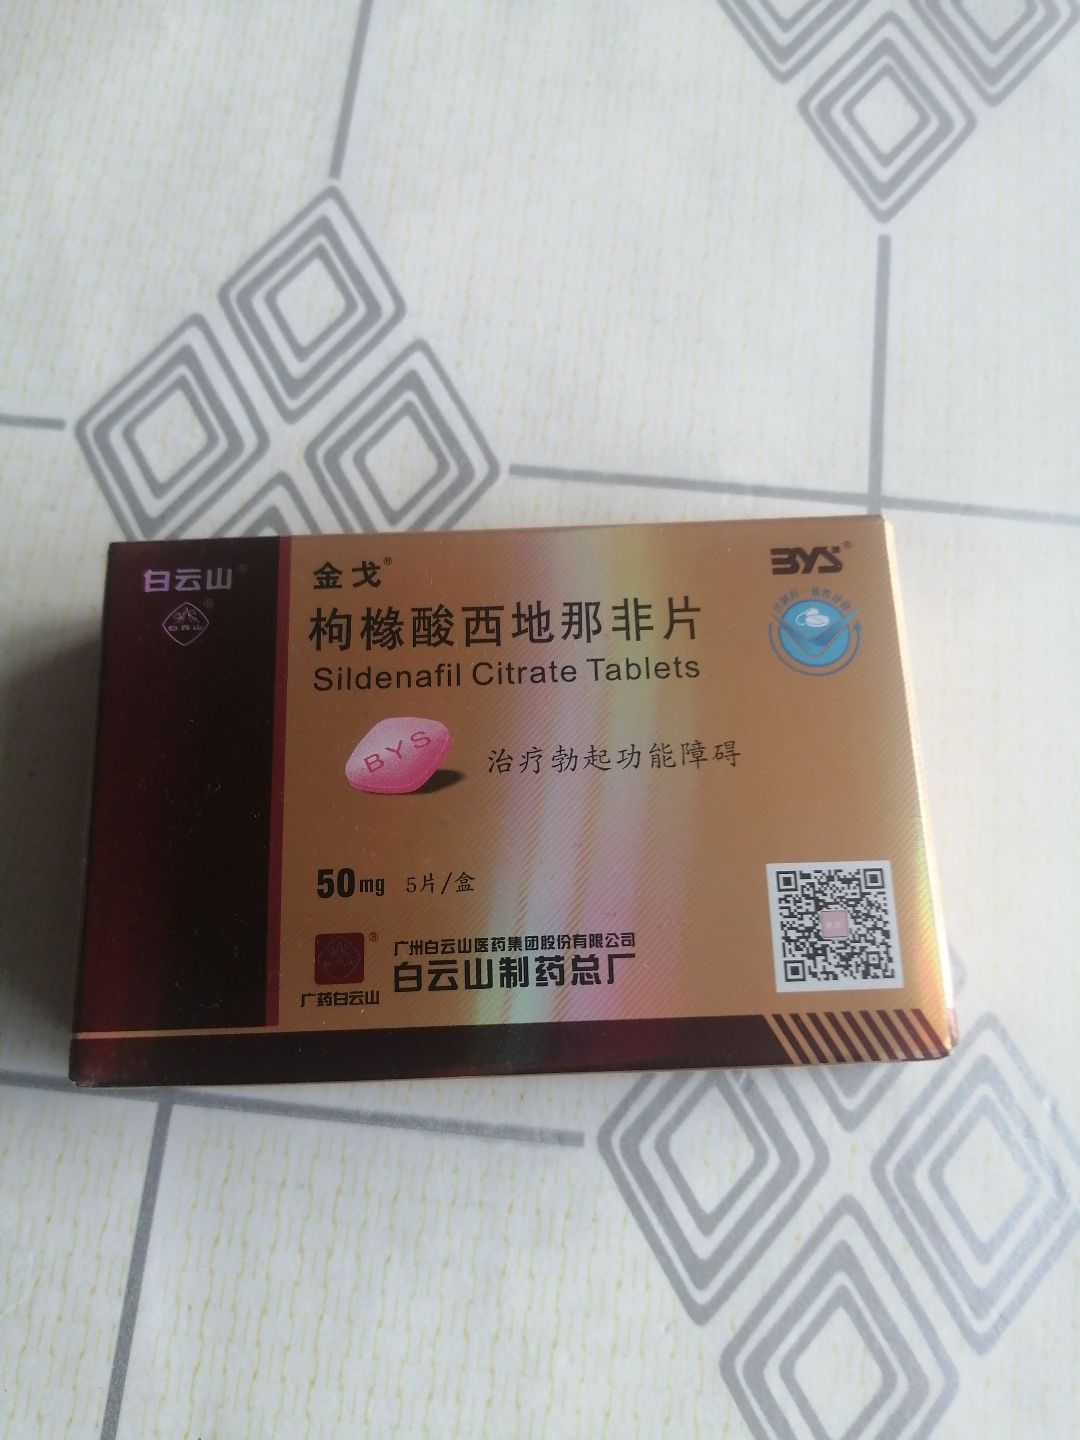 白云山®
白云山
金戈®
枸橼酸西地那非片
Sildenafil Citrate Tablets
BYS®
BYS
治疗勃起功能障碍
50mg 5片/盒
广药白云山
广州白云山医药集团股份有限公司
白云山制药总厂